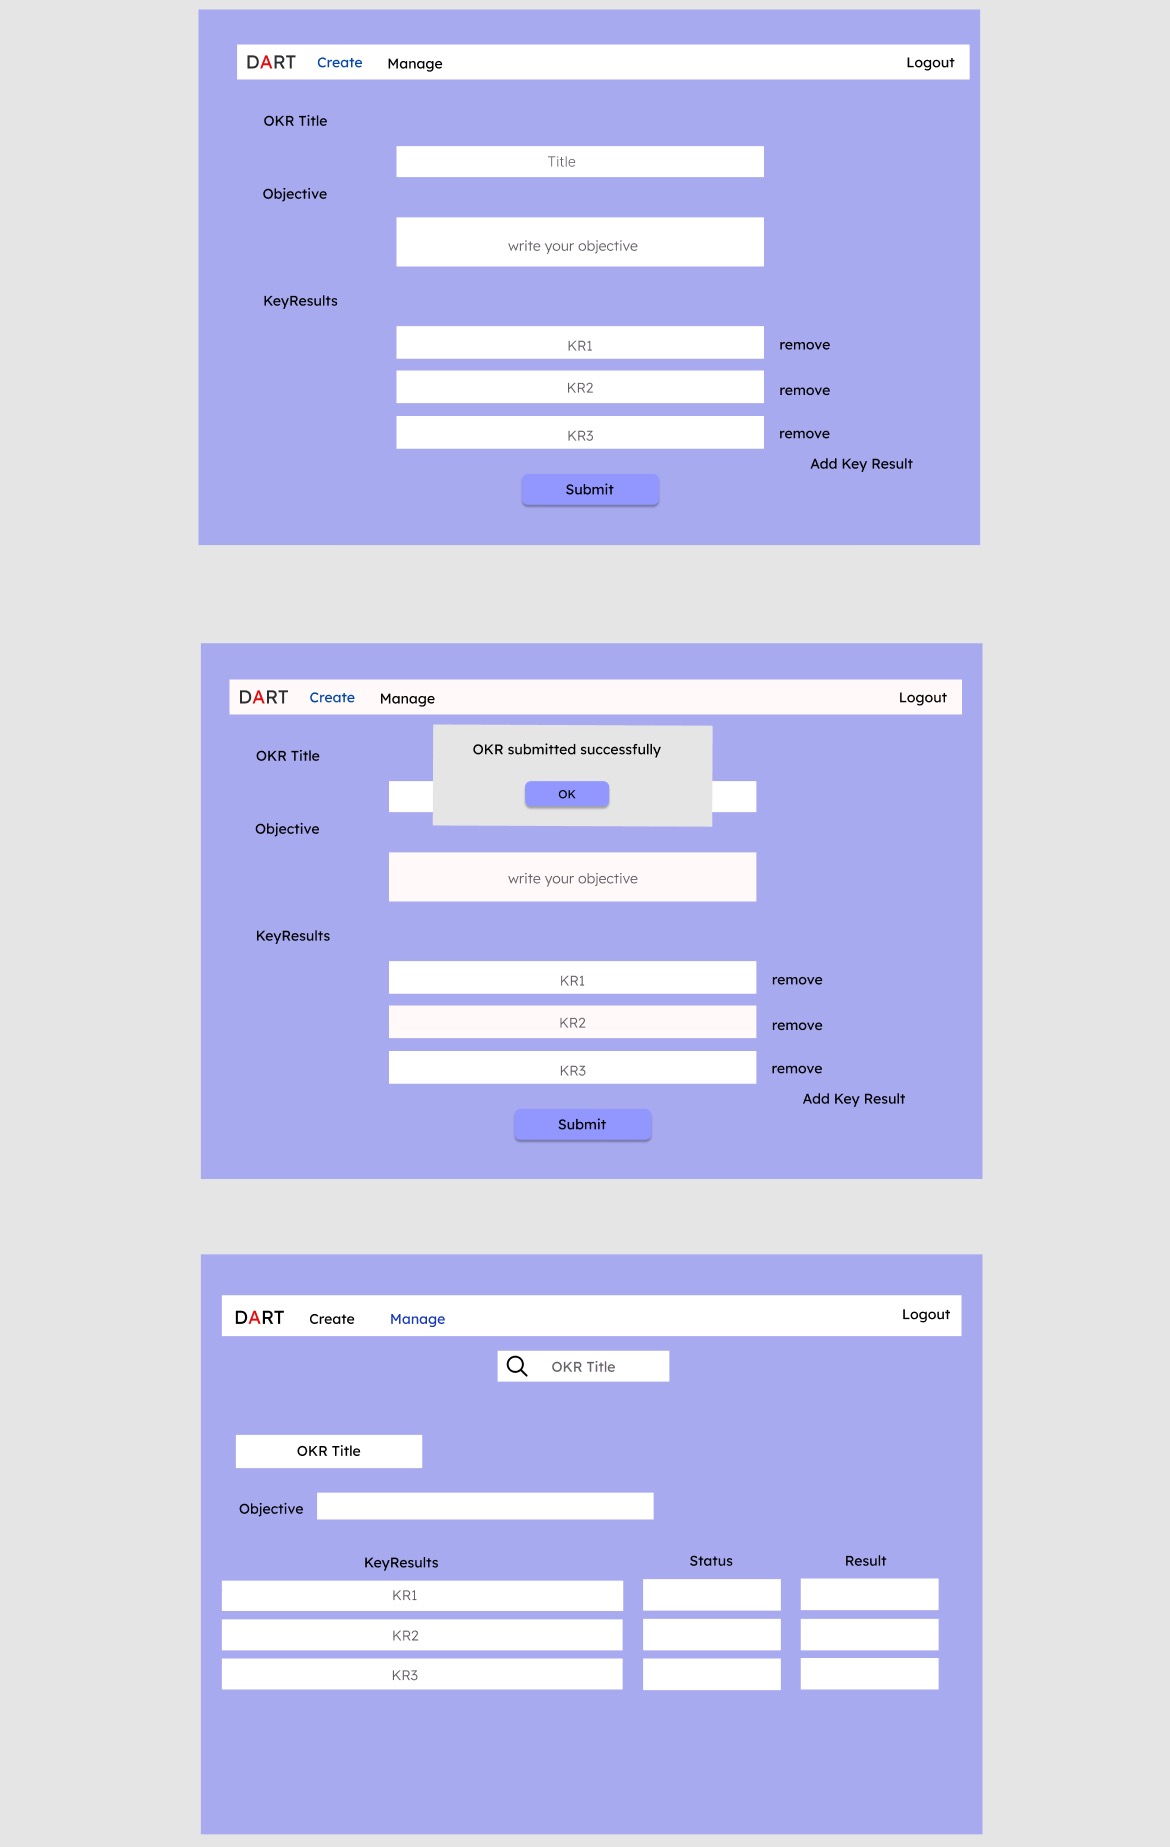 DART Create Manage Logout
OKR Title
Title
Objective
write your objective
KeyResults
KR1 remove
KR2 remove
KR3 remove
Add Key Result
Submit
DART Create Manage Logout
OKR submitted successfully
OKR Title
OK
Objective
write your objective
KeyResults
KR1 remove
KR2 remove
KR3 remove
Add Key Result
Submit
DART Create Manage Logout
OKR Title
OKR Title
Objective
KeyResults Status Result
KR1
KR2
KR3